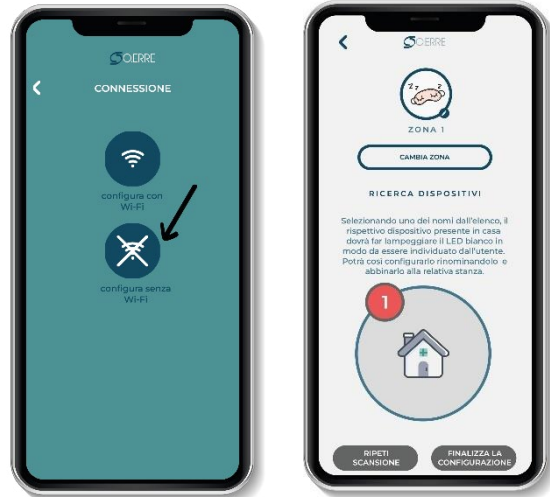 O.ERRE
CONNESSIONE
configura con
Wi-Fi
configura senza
Wi-Fi
O.ERRE
z z z
ZONA 1
CAMBIA ZONA
RICERCA DISPOSITIVI
Selezionando uno dei nomi dall'elenco, il
rispettivo dispositivo presente in casa
dovrà far lampeggiare il LED bianco in
modo da essere individuato dall'utente.
Potrà così configurarlo rinominandolo e
abbinarlo alla relativa stanza.
1
RIPETI
SCANSIONE
FINALIZZA LA
CONFIGURAZIONE